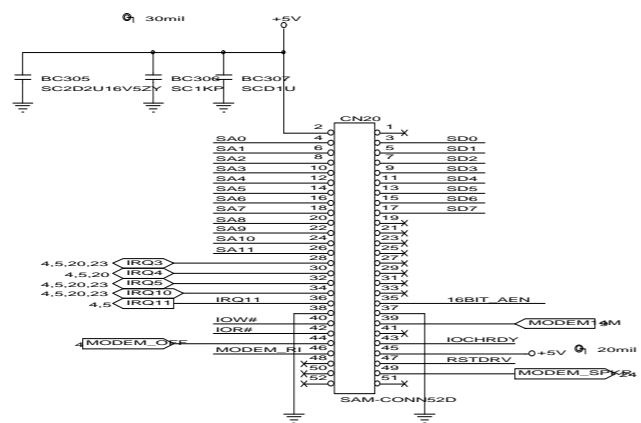 30mil
+5V
BC305
SC2D2U16V5ZY
BC306
SC1KP
BC307
SCD1U
CN20
2 1
SA0 4 3 SD0
SA1 6 5 SD1
SA2 8 7 SD2
SA3 10 9 SD3
SA4 12 11 SD4
SA5 14 13 SD5
SA6 16 15 SD6
SA7 18 17 SD7
SA8 20 19
SA9 22 21
SA10 24 23
SA11 26 25
4,5,20,23 IRQ3 28 27
4,5,20 IRQ4 30 29
4,5,20,23 IRQ5 32 31
4,5,20,23 IRQ10 34 33
4,5 IRQ11 IRQ11 36 35 16BIT_AEN
38 37
IOW# 40 39
IOR# 42 41
4 MODEM_OFF 44 43 IOCHRDY
MODEM_RI 46 45 +5V 20mil
48 47 RSTDRV
50 49 MODEM_SPKR 24
52 51
SAM-CONN52D